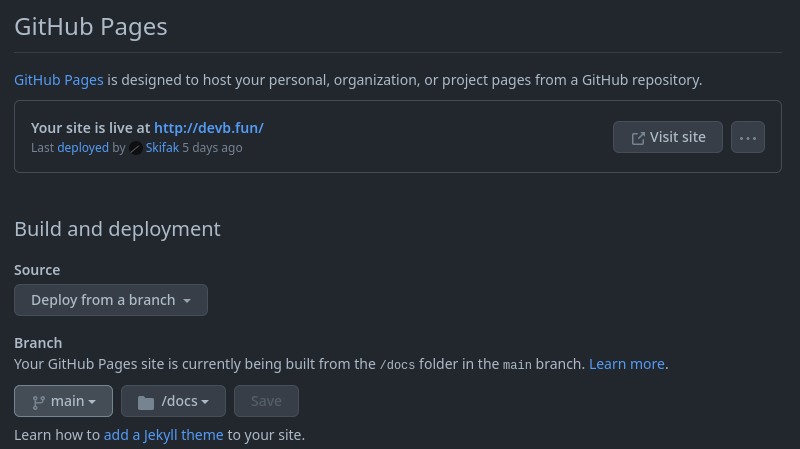 GitHub Pages
GitHub Pages is designed to host your personal, organization, or project pages from a GitHub repository.
Your site is live at http://devb.fun/
Last deployed by Skifak 5 days ago
Visit site
...
Build and deployment
Source
Deploy from a branch
Branch
Your GitHub Pages site is currently being built from the /docs folder in the main branch. Learn more.
main
/docs
Save
Learn how to add a Jekyll theme to your site.